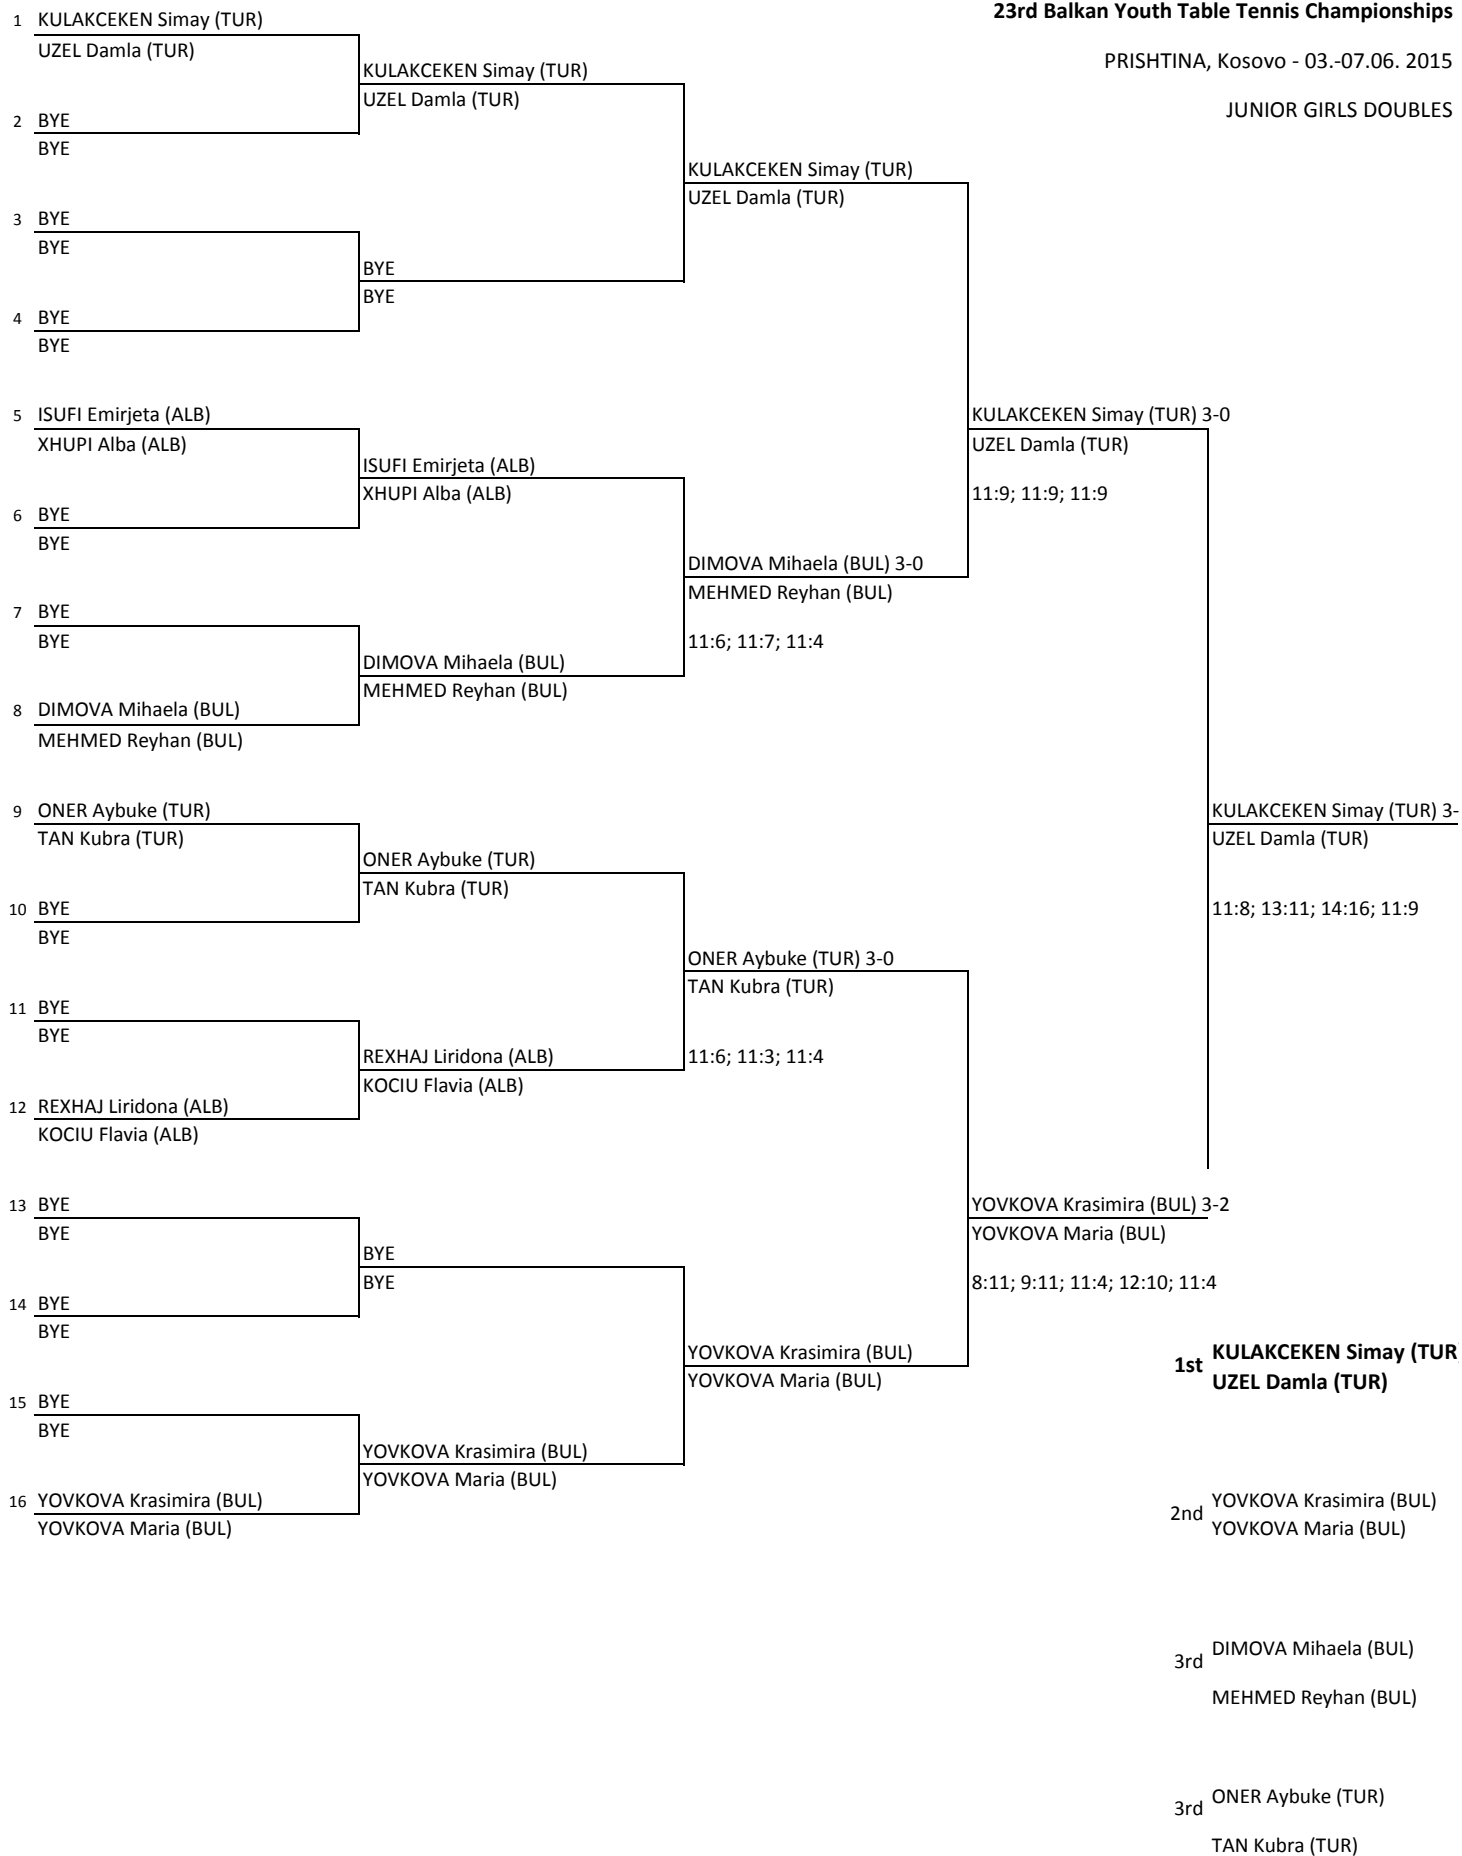 23rd Balkan Youth Table Tennis Championships
PRISHTINA, Kosovo - 03.-07.06. 2015
JUNIOR GIRLS DOUBLES
1 KULAKCEKEN Simay (TUR)
UZEL Damla (TUR)
2 BYE
BYE
3 BYE
BYE
4 BYE
BYE
5 ISUFI Emirjeta (ALB)
XHUPI Alba (ALB)
6 BYE
BYE
7 BYE
BYE
8 DIMOVA Mihaela (BUL)
MEHMED Reyhan (BUL)
9 ONER Aybuke (TUR)
TAN Kubra (TUR)
10 BYE
BYE
11 BYE
BYE
12 REXHAJ Liridona (ALB)
KOCIU Flavia (ALB)
13 BYE
BYE
14 BYE
BYE
15 BYE
BYE
16 YOVKOVA Krasimira (BUL)
YOVKOVA Maria (BUL)
KULAKCEKEN Simay (TUR)
UZEL Damla (TUR)
BYE
BYE
ISUFI Emirjeta (ALB)
XHUPI Alba (ALB)
DIMOVA Mihaela (BUL)
MEHMED Reyhan (BUL)
ONER Aybuke (TUR)
TAN Kubra (TUR)
REXHAJ Liridona (ALB)
KOCIU Flavia (ALB)
BYE
BYE
YOVKOVA Krasimira (BUL)
YOVKOVA Maria (BUL)
KULAKCEKEN Simay (TUR)
UZEL Damla (TUR)
DIMOVA Mihaela (BUL) 3-0
MEHMED Reyhan (BUL)
11:6; 11:7; 11:4
ONER Aybuke (TUR) 3-0
TAN Kubra (TUR)
11:6; 11:3; 11:4
YOVKOVA Krasimira (BUL)
YOVKOVA Maria (BUL)
KULAKCEKEN Simay (TUR) 3-0
UZEL Damla (TUR)
11:9; 11:9; 11:9
YOVKOVA Krasimira (BUL) 3-2
YOVKOVA Maria (BUL)
8:11; 9:11; 11:4; 12:10; 11:4
KULAKCEKEN Simay (TUR) 3-
UZEL Damla (TUR)
11:8; 13:11; 14:16; 11:9
1st KULAKCEKEN Simay (TUR)
UZEL Damla (TUR)
2nd YOVKOVA Krasimira (BUL)
YOVKOVA Maria (BUL)
3rd DIMOVA Mihaela (BUL)
MEHMED Reyhan (BUL)
3rd ONER Aybuke (TUR)
TAN Kubra (TUR)